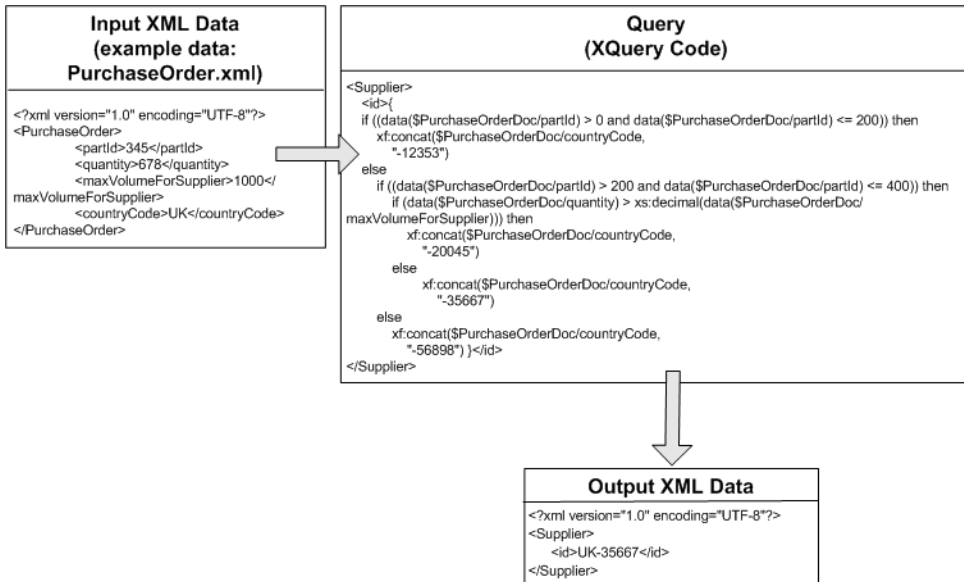 Input XML Data
(example data:
PurchaseOrder.xml)
<?xml version="1.0" encoding="UTF-8"?>
<PurchaseOrder>
<partId>345</partId>
<quantity>678</quantity>
<maxVolumeForSupplier>1000</
maxVolumeForSupplier>
<countryCode>UK</countryCode>
</PurchaseOrder>
Query
(XQuery Code)
<Supplier>
<id>{
if ((data($PurchaseOrderDoc/partId) > 0 and data($PurchaseOrderDoc/partId) <= 200)) then
xf:concat($PurchaseOrderDoc/countryCode,
"-12353")
else
if ((data($PurchaseOrderDoc/partId) > 200 and data($PurchaseOrderDoc/partId) <= 400)) then
if (data($PurchaseOrderDoc/quantity) > xs:decimal(data($PurchaseOrderDoc/
maxVolumeForSupplier))) then
xf:concat($PurchaseOrderDoc/countryCode,
"-20045")
else
xf:concat($PurchaseOrderDoc/countryCode,
"-35667")
else
xf:concat($PurchaseOrderDoc/countryCode,
"-56898") }</id>
</Supplier>
Output XML Data
<?xml version="1.0" encoding="UTF-8"?>
<Supplier>
<id>UK-35667</id>
</Supplier>